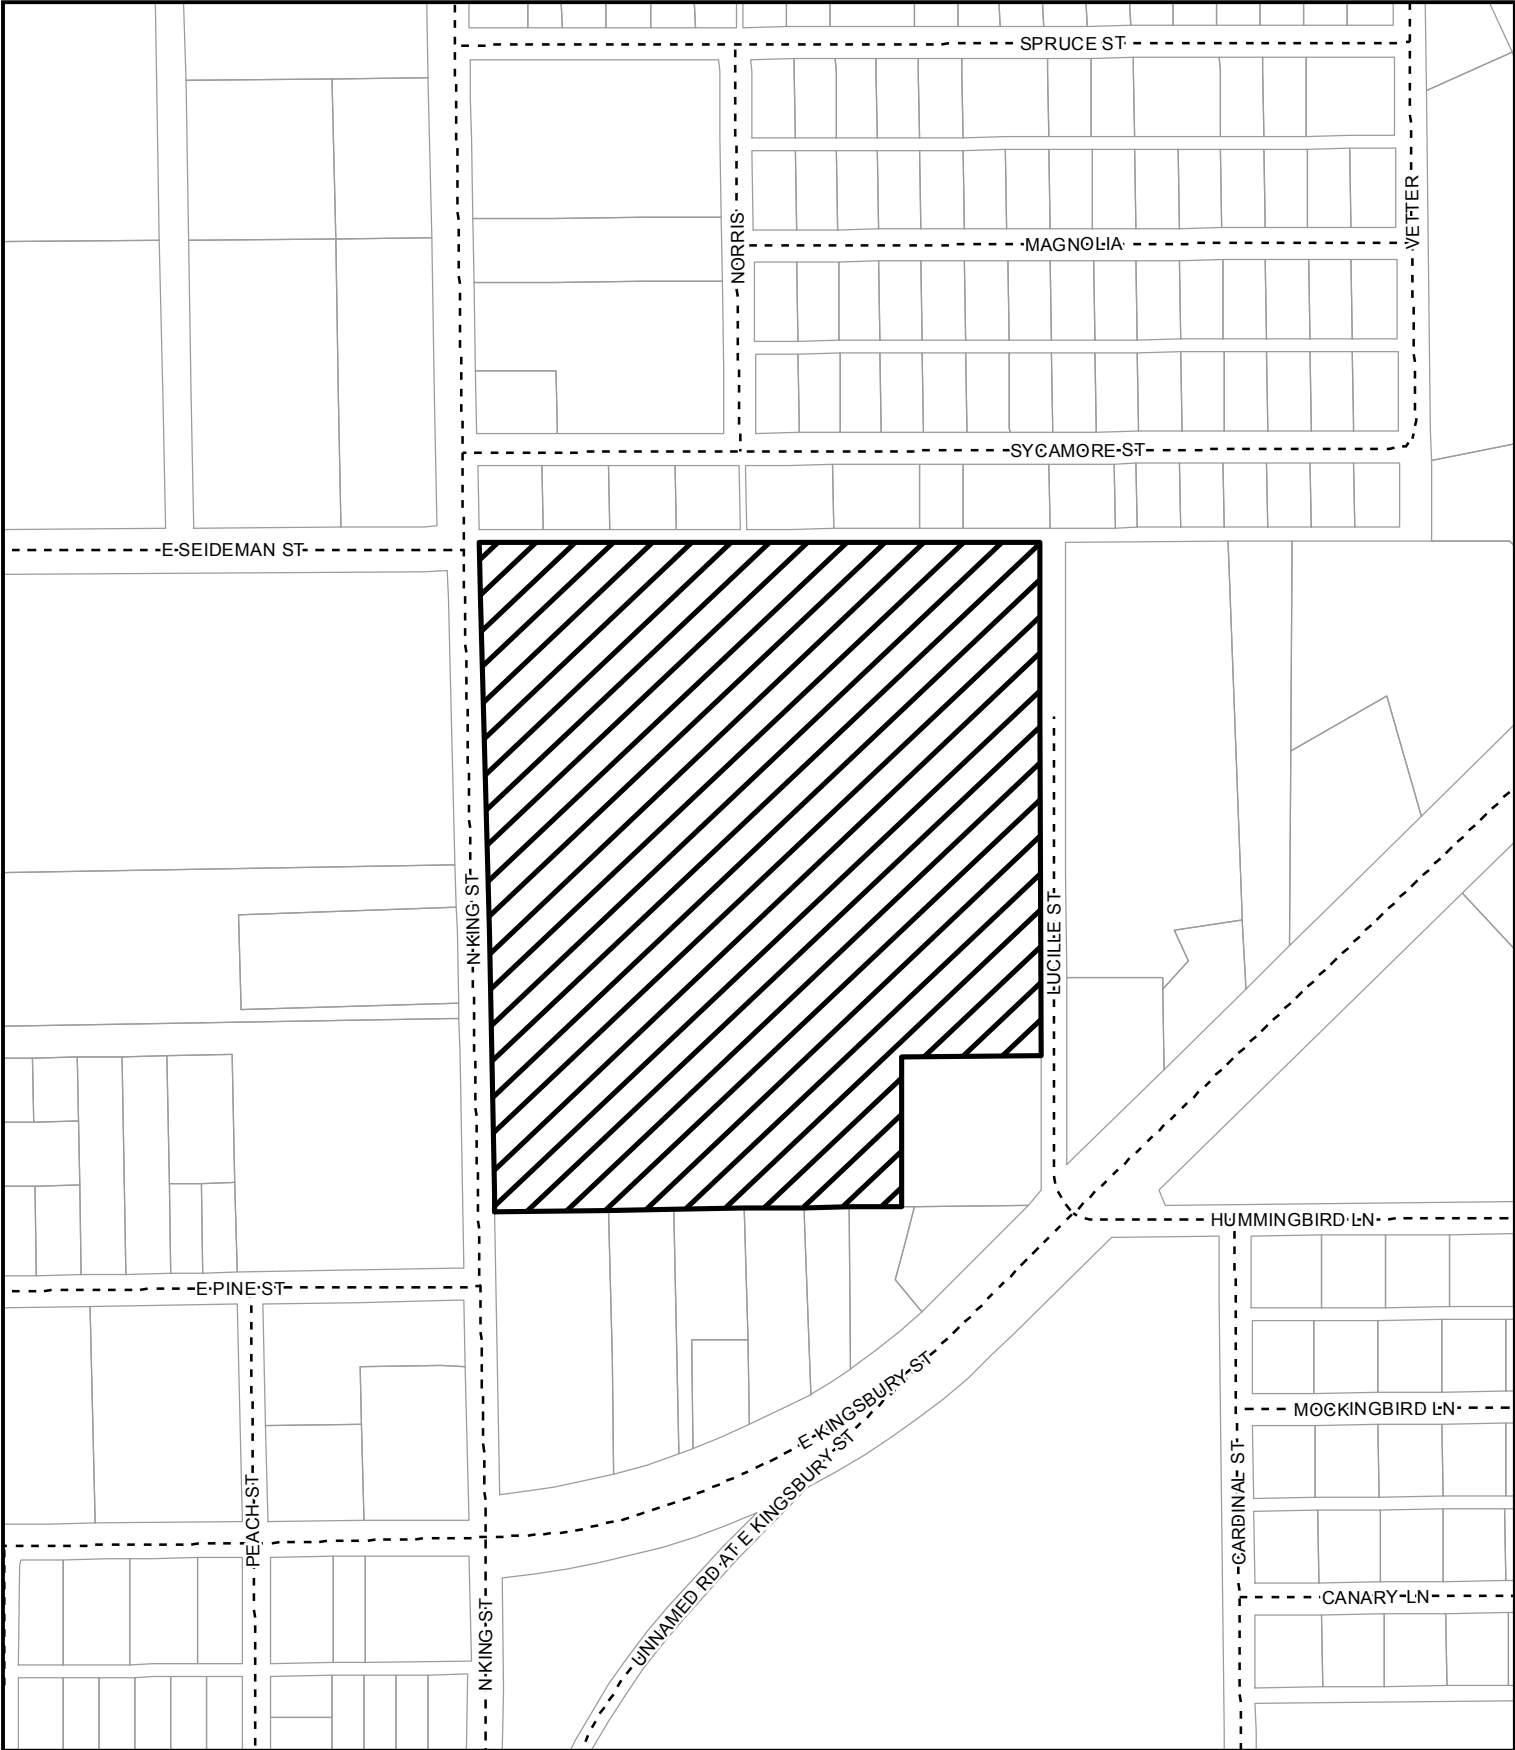 SPRUCE ST
VETTER
NORRIS
MAGNOLIA
SYCAMORE ST
E SEIDEMAN ST
N KING ST
LUCILLE ST
HUMMINGBIRD LN
E PINE ST
E KINGSBURY ST
MOCKINGBIRD LN
UNNAMED RD AT E KINGSBURY ST
PEACH ST
CARDINAL ST
CANARY LN
N KING ST